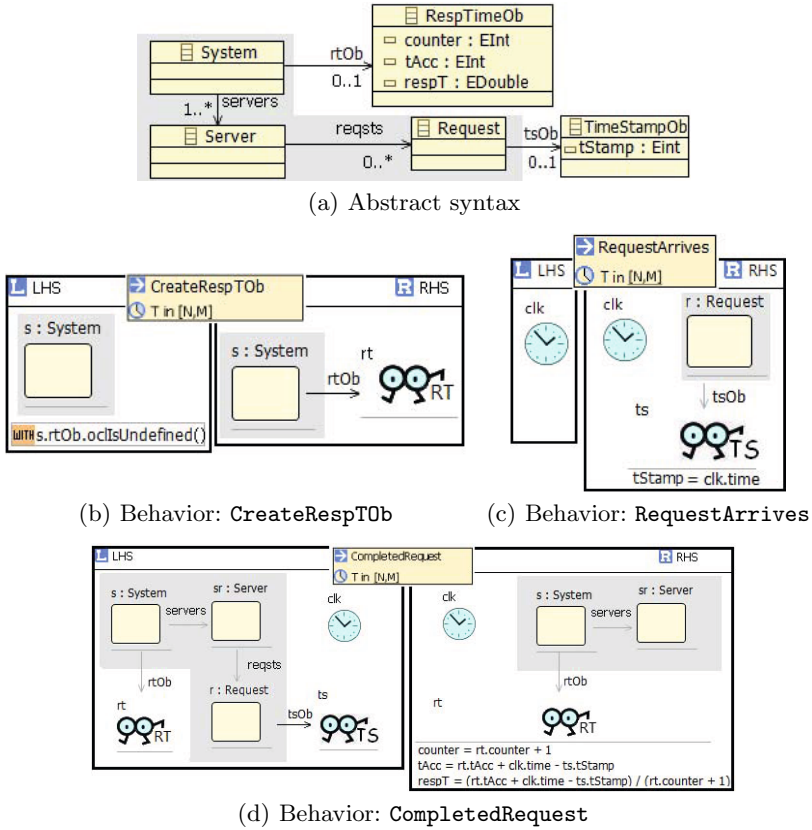 System
RespTimeOb
counter : EInt
tAcc : EInt
respT : EDouble
rtOb
0..1
1..*
servers
Server
reqsts
0..*
Request
tsOb
0..1
TimeStampOb
tStamp : Eint
(a) Abstract syntax
L LHS
CreateRespTOb
T in [N,M]
R RHS
s : System
WITH s.rtOb.oclIsUndefined()
s : System
rtOb
rt
RT
(b) Behavior: CreateRespTOb
L LHS
RequestArrives
T in [N,M]
R RHS
clk
clk
r : Request
tsOb
ts
TS
tStamp = clk.time
(c) Behavior: RequestArrives
L LHS
CompletedRequest
T in [N,M]
R RHS
s : System
servers
sr : Server
clk
rtOb
reqsts
rt
RT
r : Request
tsOb
ts
TS
clk
s : System
servers
sr : Server
rtOb
rt
RT
counter = rt.counter + 1
tAcc = rt.tAcc + clk.time - ts.tStamp
respT = (rt.tAcc + clk.time - ts.tStamp) / (rt.counter + 1)
(d) Behavior: CompletedRequest